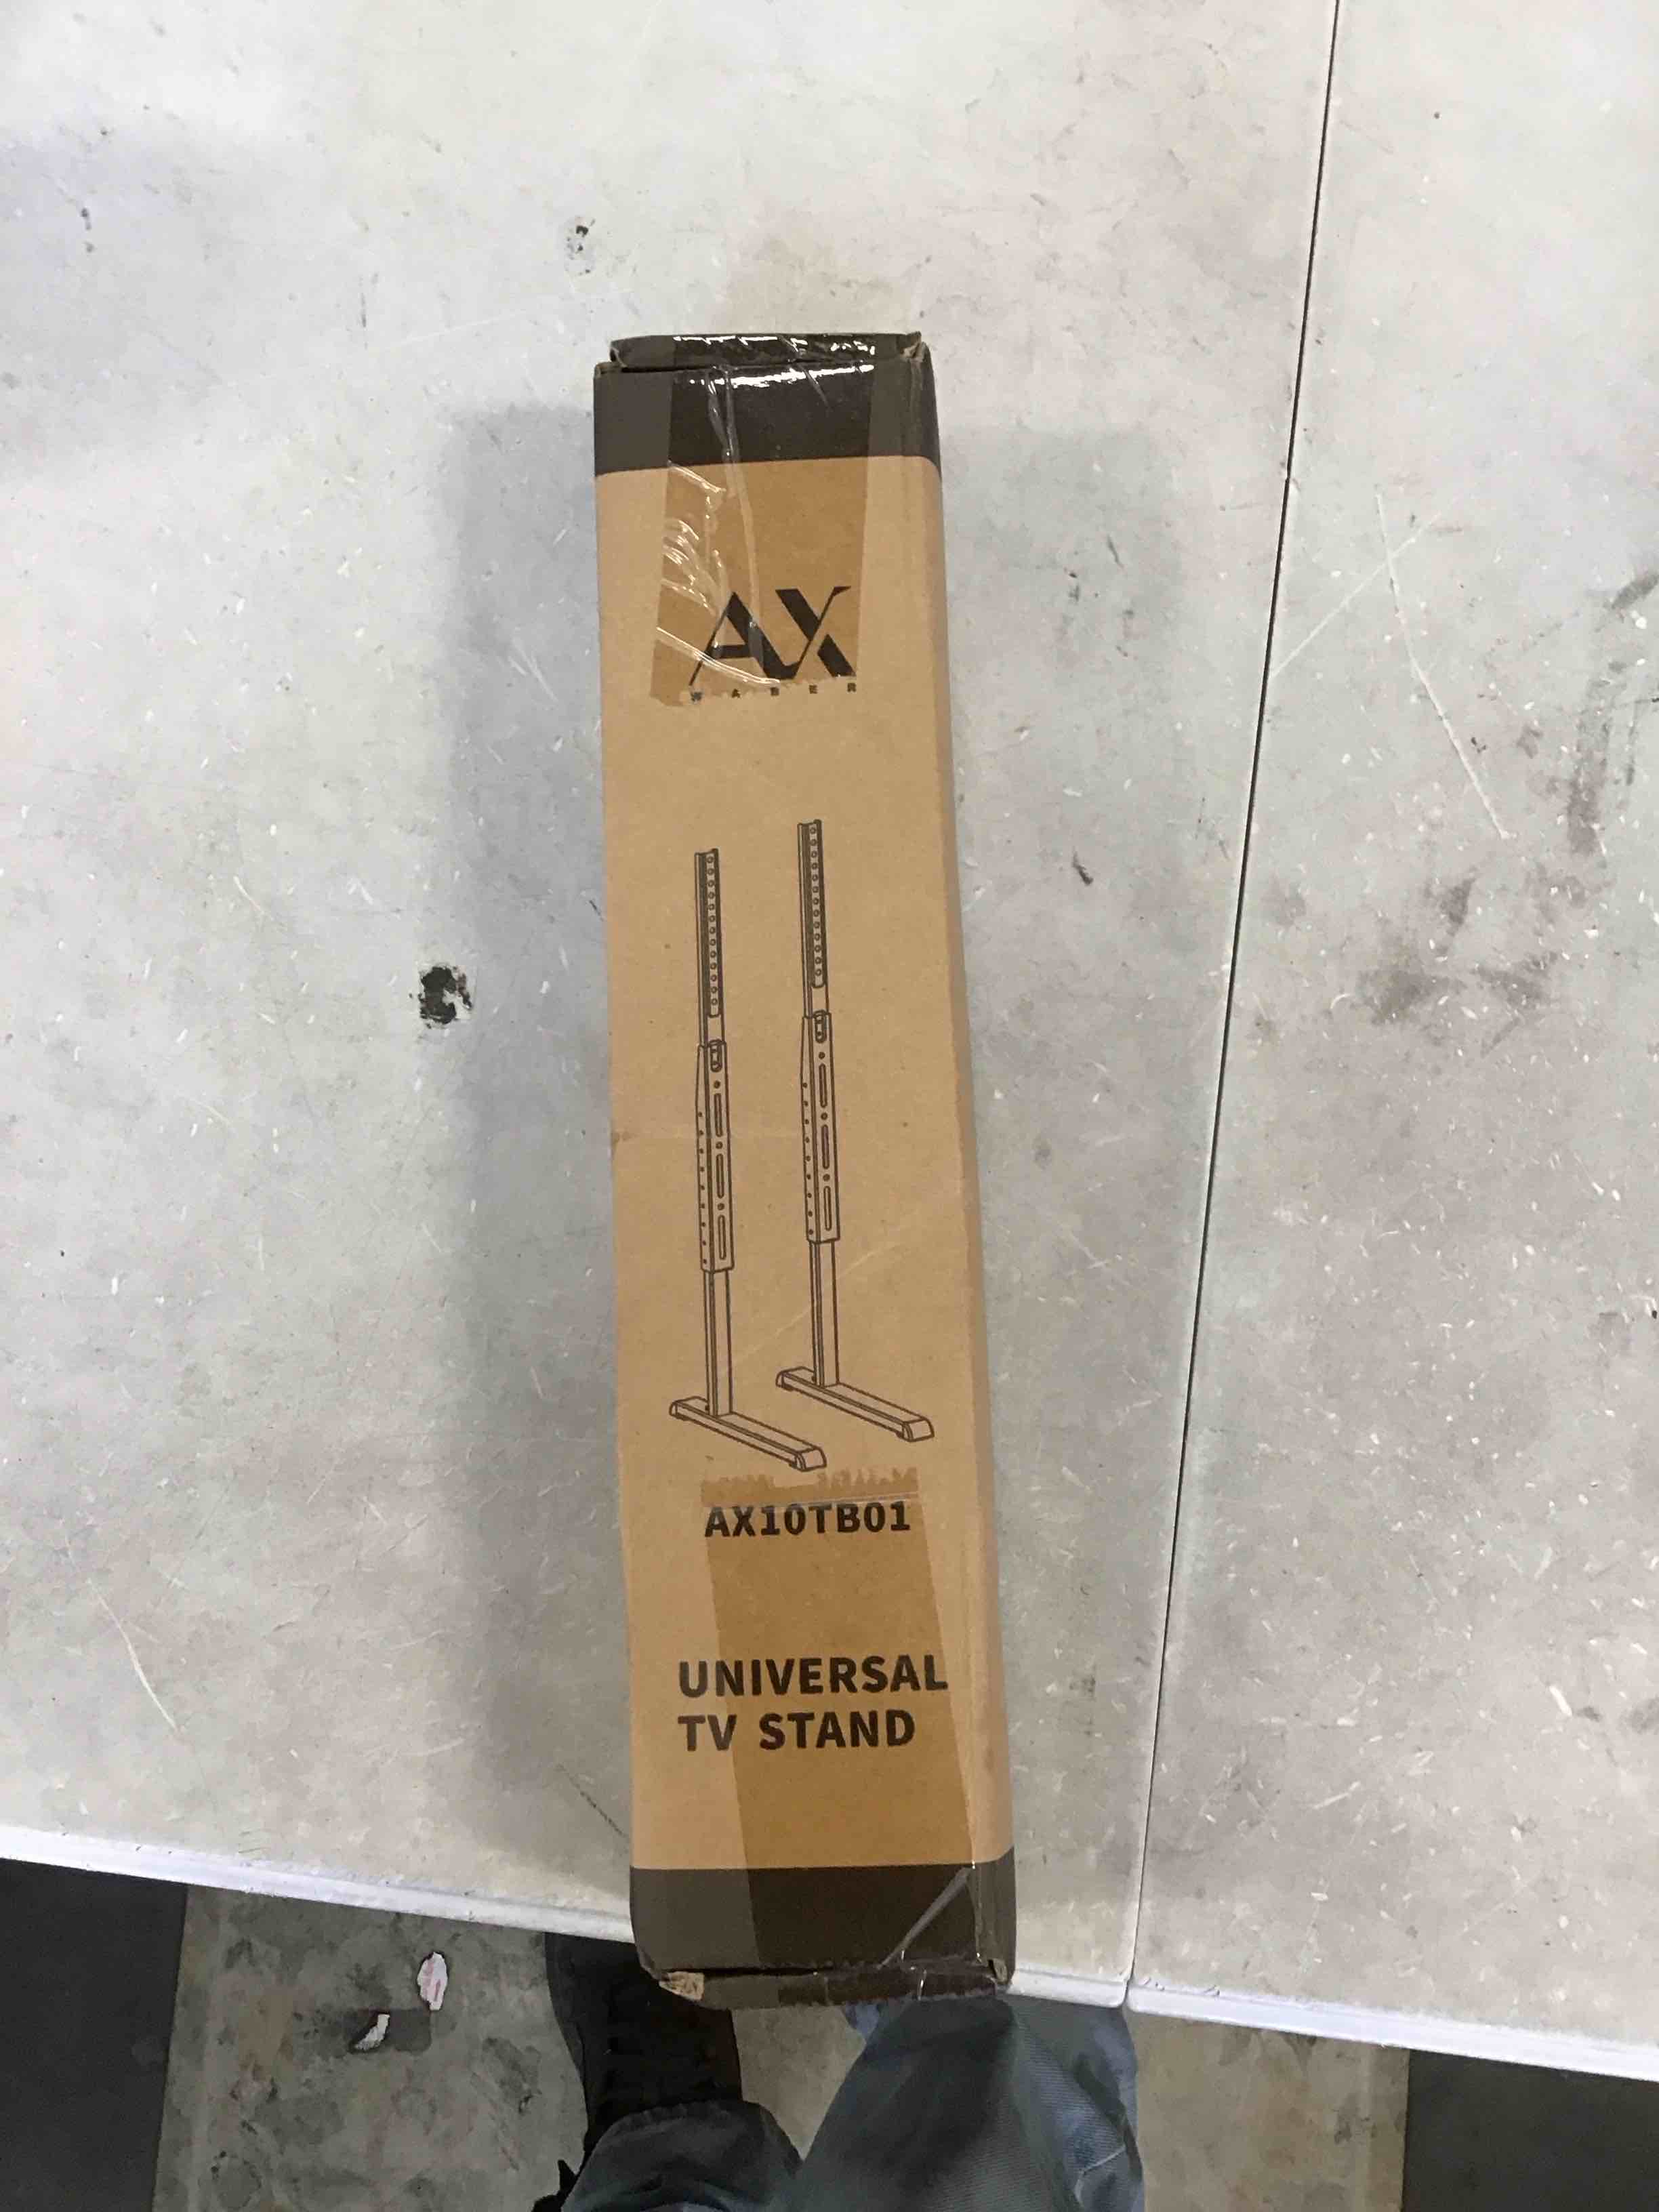 AX
WABER
AX10TB01
UNIVERSAL
TV STAND